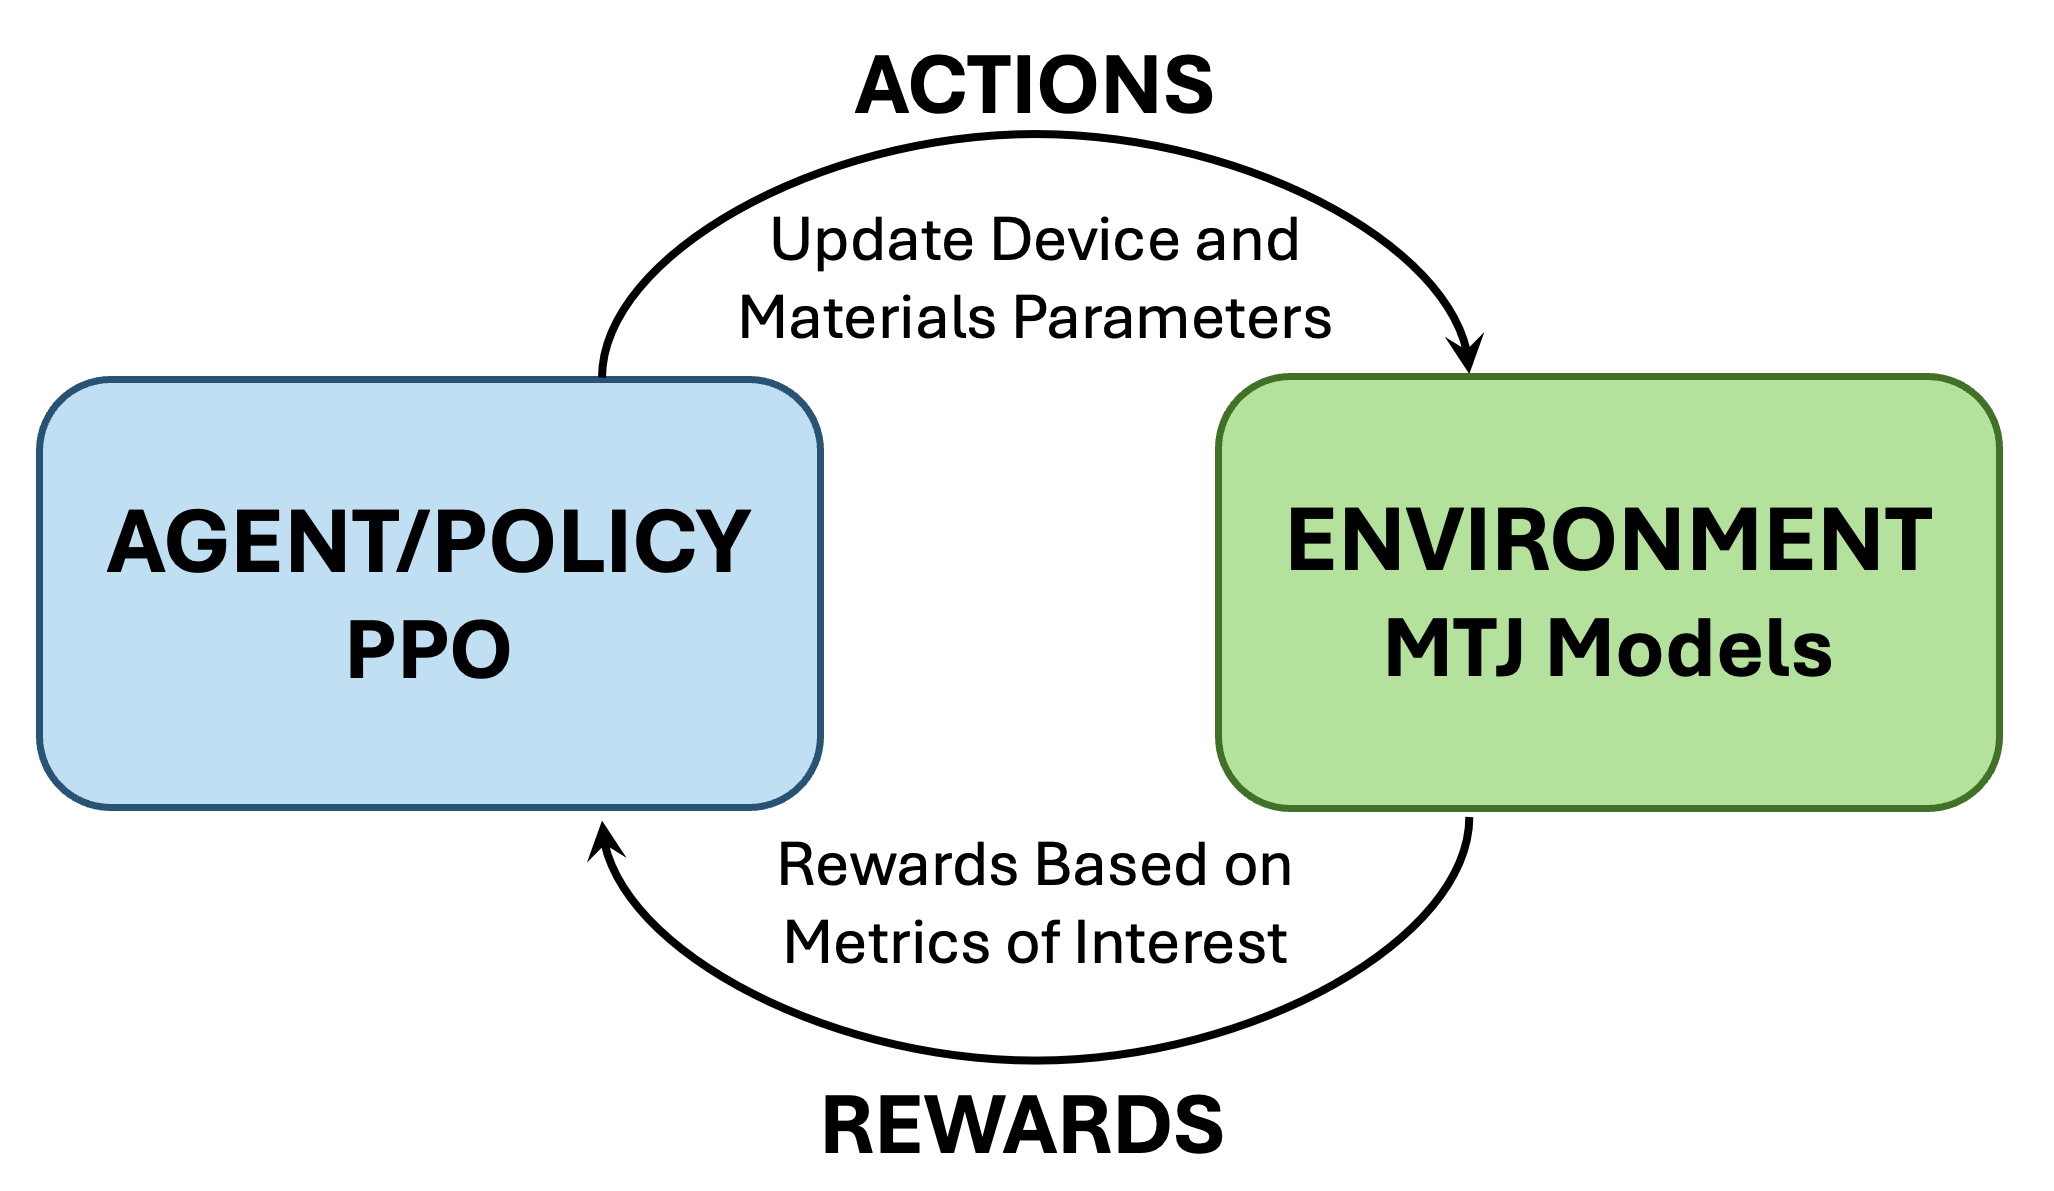 ACTIONS
Update Device and
Materials Parameters
AGENT/POLICY
PPO
ENVIRONMENT
MTJ Models
Rewards Based on
Metrics of Interest
REWARDS